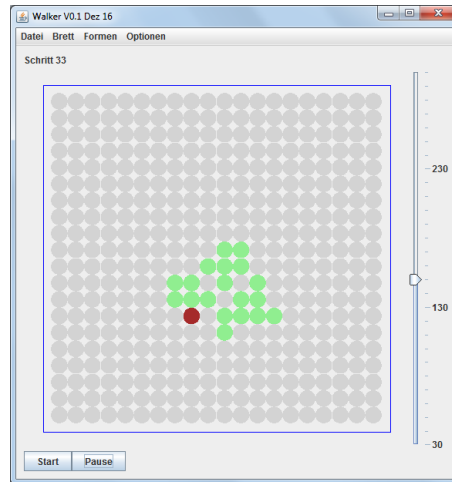 Walker V0.1 Dez 16
Datei Brett Formen Optionen
Schritt 33
230
130
30
Start Pause